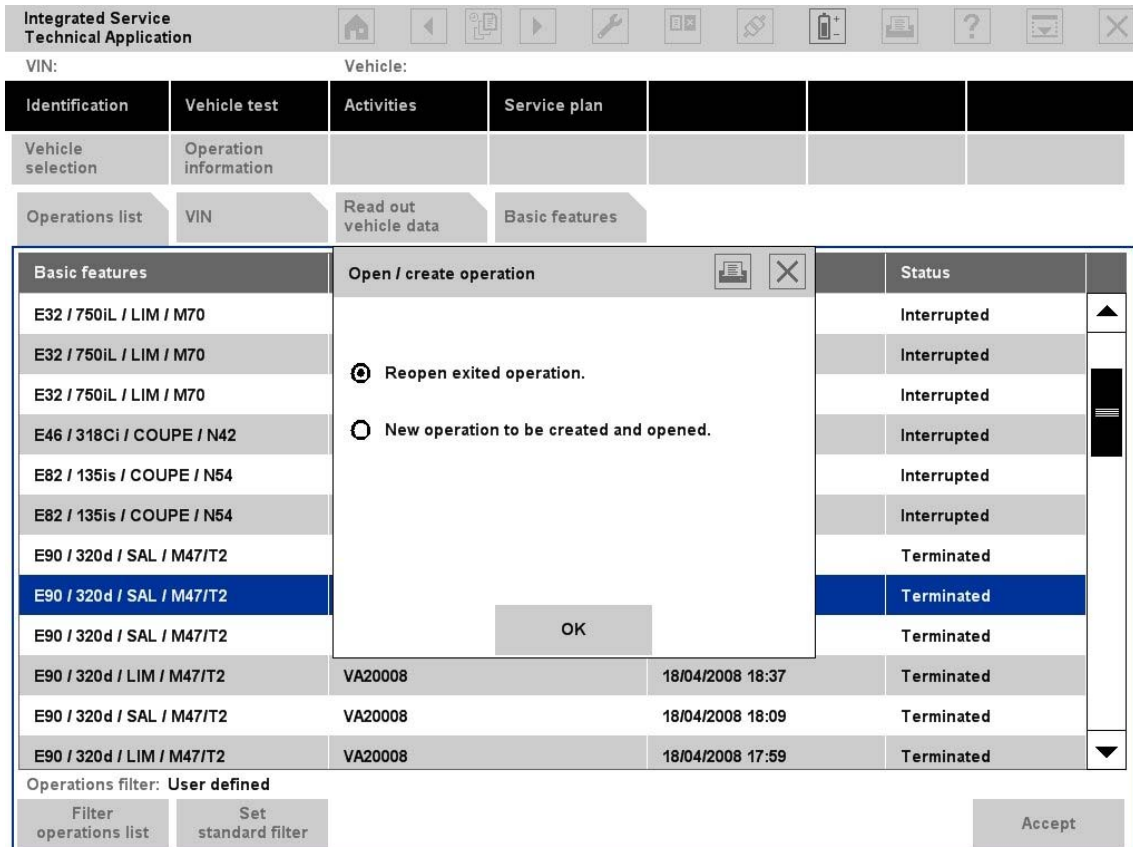 Integrated Service
Technical Application
VIN: Vehicle:
Identification Vehicle test Activities Service plan
Vehicle selection Operation information
Operations list VIN Read out vehicle data Basic features
Basic features Open / create operation Status
E32 / 750iL / LIM / M70 Interrupted
E32 / 750iL / LIM / M70 Interrupted
Reopen exited operation.
E32 / 750iL / LIM / M70 Interrupted
E46 / 318Ci / COUPE / N42 New operation to be created and opened. Interrupted
E82 / 135is / COUPE / N54 Interrupted
E82 / 135is / COUPE / N54 Interrupted
E90 / 320d / SAL / M47/T2 Terminated
E90 / 320d / SAL / M47/T2 Terminated
E90 / 320d / SAL / M47/T2 OK Terminated
E90 / 320d / LIM / M47/T2 VA20008 18/04/2008 18:37 Terminated
E90 / 320d / SAL / M47/T2 VA20008 18/04/2008 18:09 Terminated
E90 / 320d / LIM / M47/T2 VA20008 18/04/2008 17:59 Terminated
Operations filter: User defined
Filter operations list Set standard filter Accept